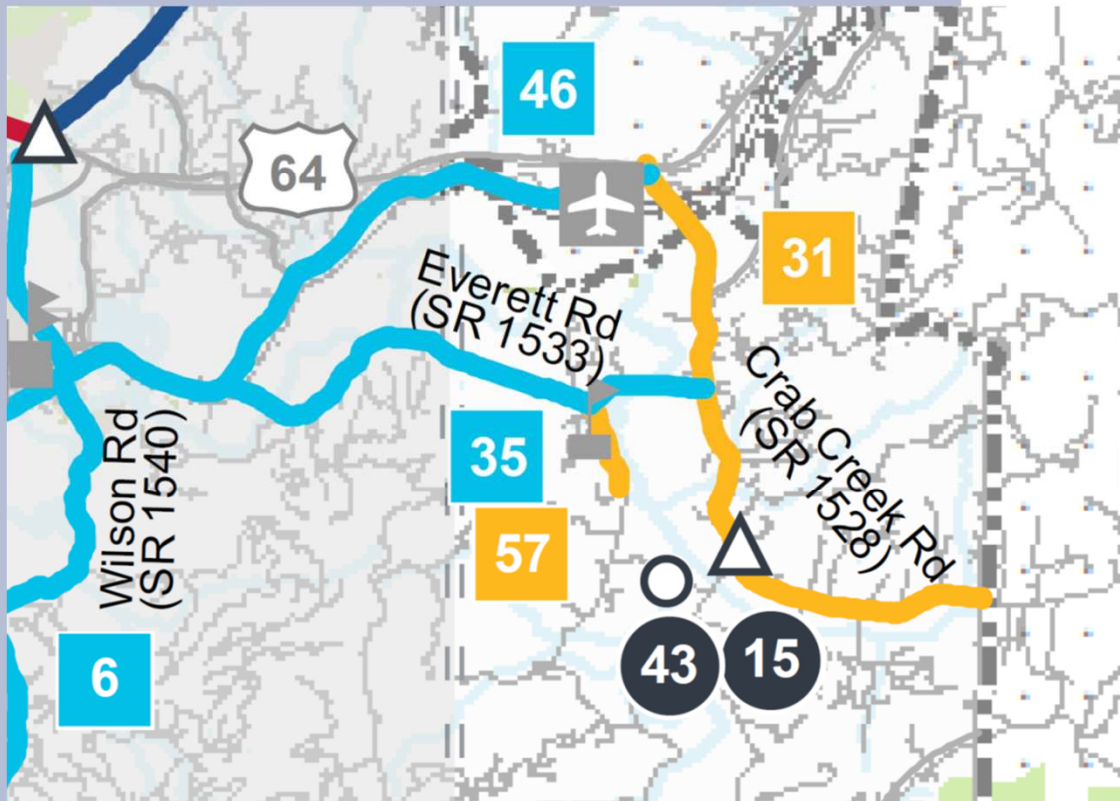 46
64
31
Everett Rd
(SR 1533)
Crab Creek Rd
(SR 1528)
Wilson Rd
(SR 1540)
35
57
6
43
15